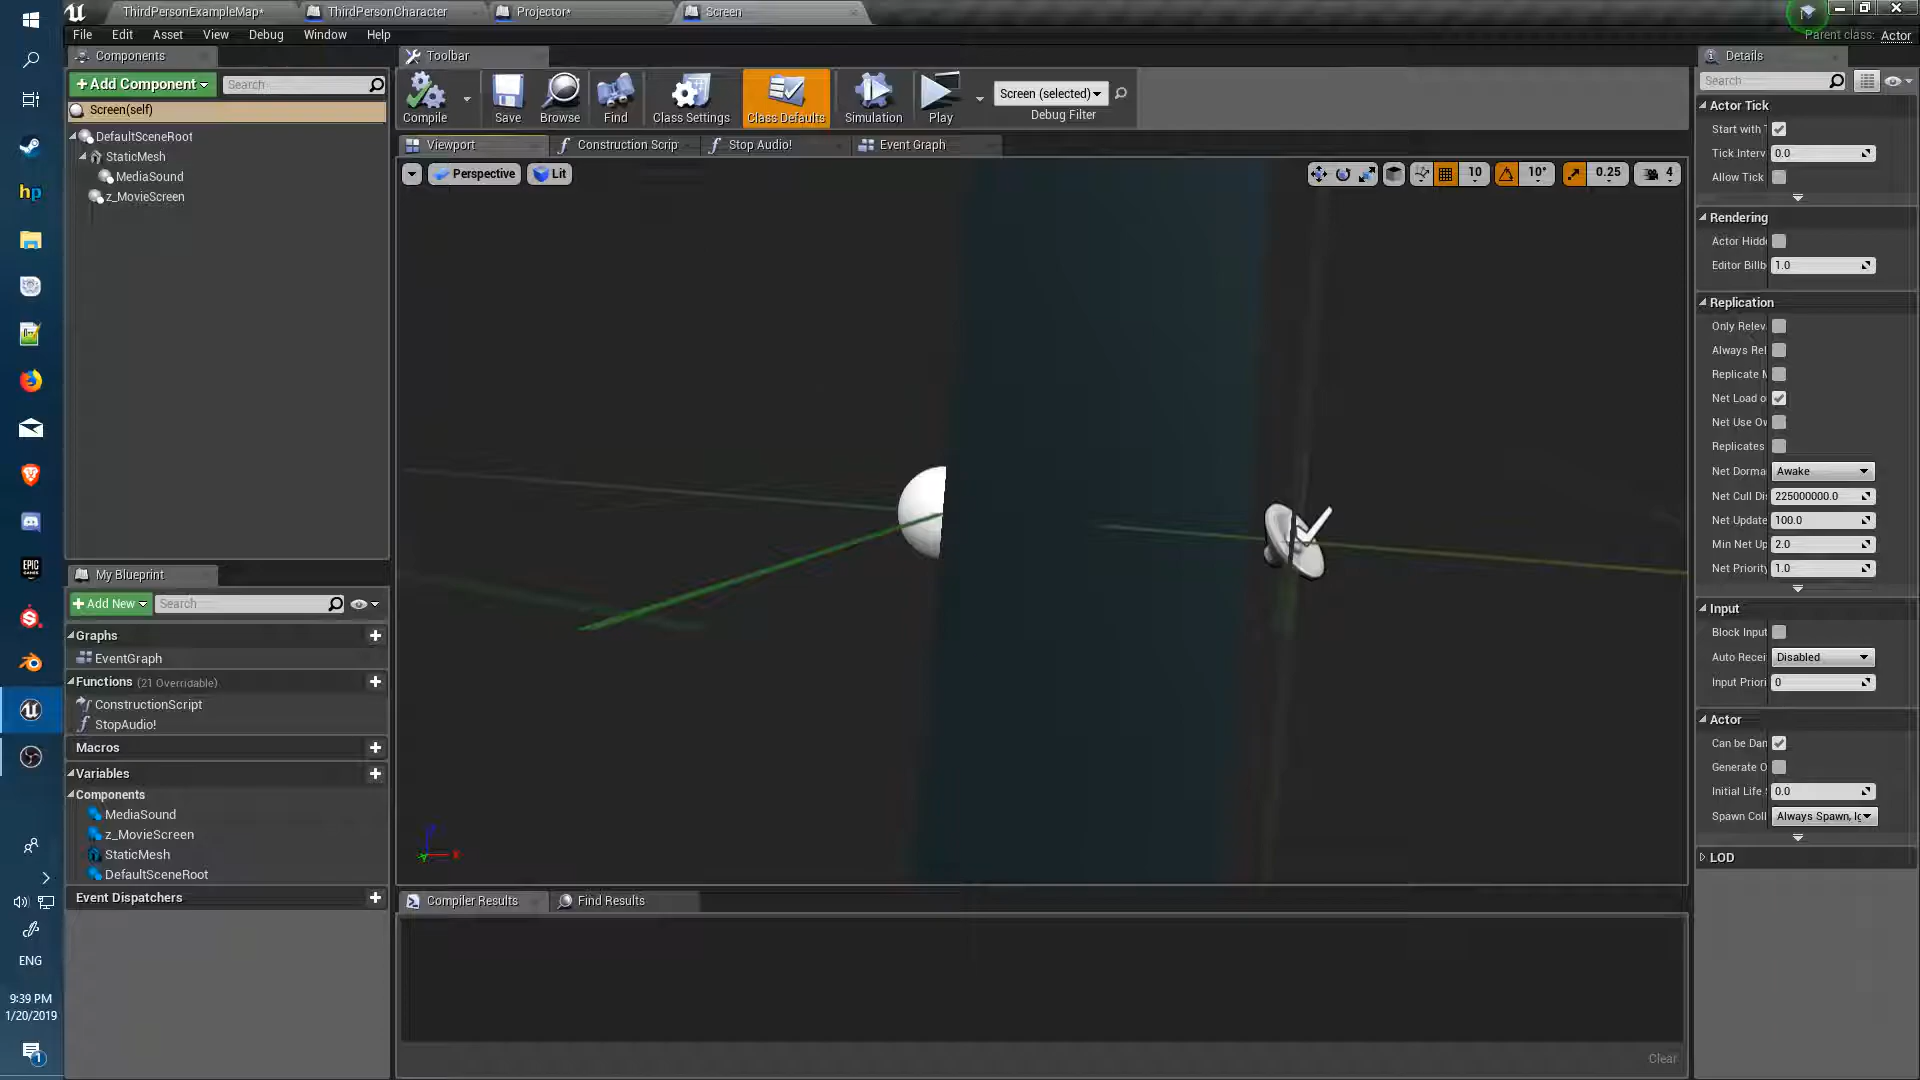 ThirdPersonExampleMap*
ThirdPersonCharacter
Projector*
Screen
File
Edit
Asset
View
Debug
Window
Help
Parent class: Actor
Components
Toolbar
Details
+Add Component
Search
Search
Screen(self)
DefaultSceneRoot
StaticMesh
MediaSound
z_MovieScreen
Compile
Save
Browse
Find
Class Settings
Class Defaults
Simulation
Play
Screen (selected)
Debug Filter
Viewport
Construction Scrip
Stop Audio!
Event Graph
Perspective
Lit
10
10°
0.25
4
Actor Tick
Start with
Tick Interv 0.0
Allow Tick
Rendering
Actor Hidd
Editor Billb 1.0
Replication
Only Relev
Always Rel
Replicate M
Net Load o
Net Use Ow
Replicates
Net Dorma Awake
Net Cull Dis 225000000.0
Net Update 100.0
Min Net Up 2.0
Net Priority 1.0
Input
Block Input
Auto Recei Disabled
Input Priori 0
Actor
Can be Dam
Generate O
Initial Life 0.0
Spawn Coll Always Spawn, Ig
LOD
My Blueprint
+Add New
Search
Graphs
EventGraph
Functions (21 Overridable)
ConstructionScript
StopAudio!
Macros
Variables
Components
MediaSound
z_MovieScreen
StaticMesh
DefaultSceneRoot
Event Dispatchers
Compiler Results
Find Results
Clear
hp
EPIC
GAMES
ENG
9:39 PM
1/20/2019
1